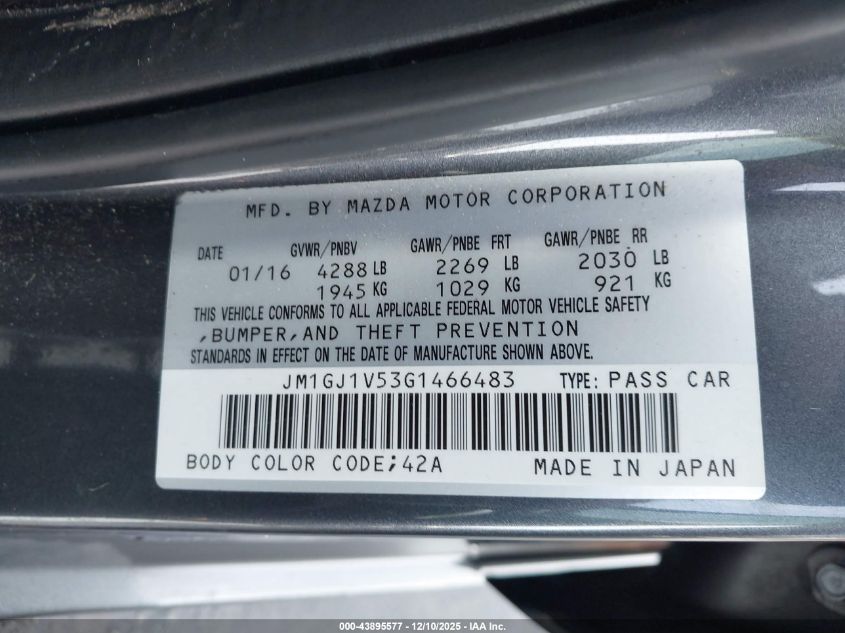 MFD. BY MAZDA MOTOR CORPORATION
DATE GVWR/PNBV GAWR/PNBE FRT GAWR/PNBE RR
01/16 4288 LB 2269 LB 2030 LB
1945 KG 1029 KG 921 KG
THIS VEHICLE CONFORMS TO ALL APPLICABLE FEDERAL MOTOR VEHICLE SAFETY
,BUMPER,AND THEFT PREVENTION
STANDARDS IN EFFECT ON THE DATE OF MANUFACTURE SHOWN ABOVE.
JM1GJ1V53G1466483 TYPE: PASS CAR
BODY COLOR CODE;42A MADE IN JAPAN
000-43895577 - 12/10/2025 - IAA Inc.